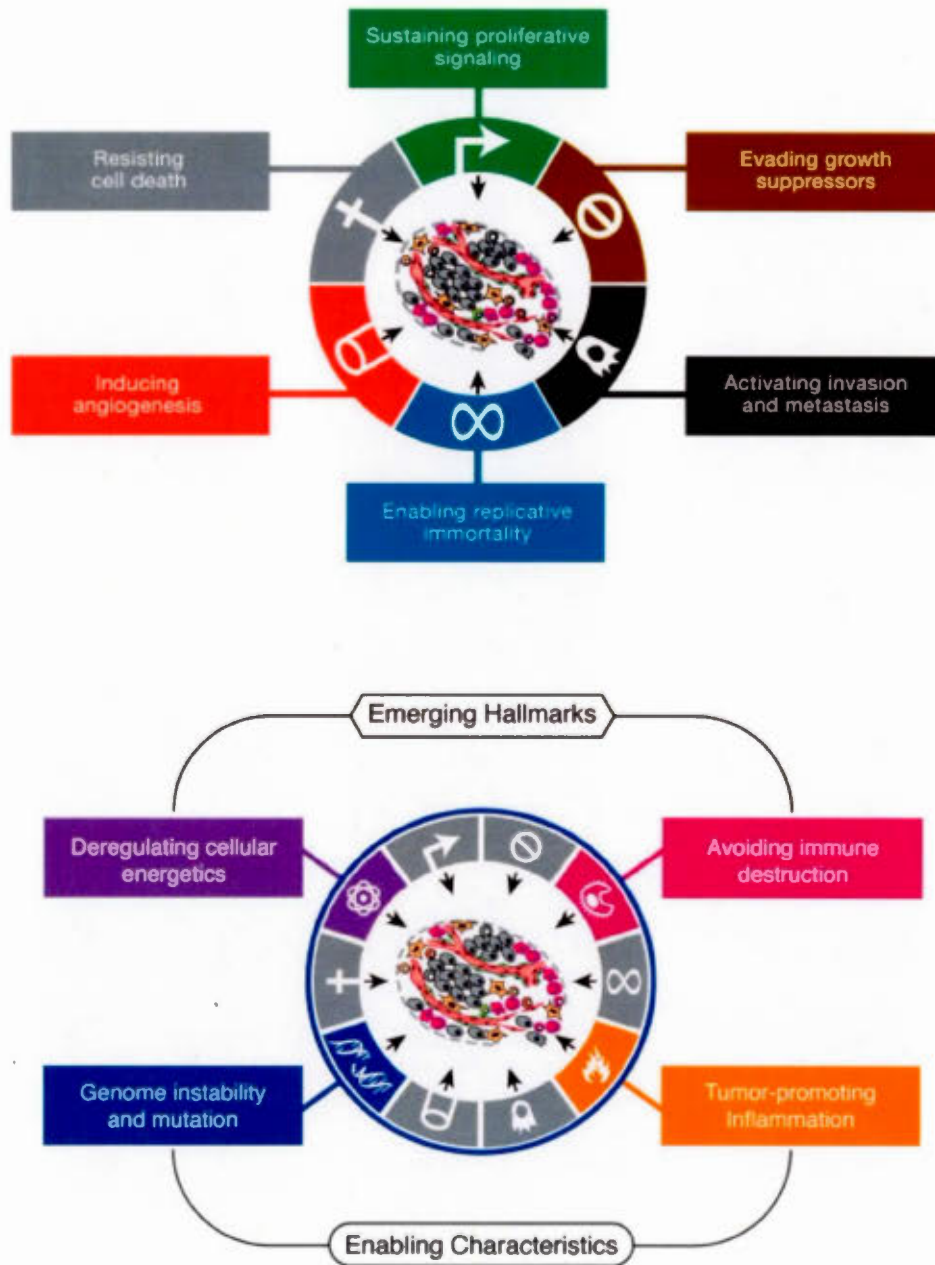 Sustaining proliferative
signaling
Resisting
cell death
Evading growth
suppressors
Inducing
angiogenesis
Activating invasion
and metastasis
Enabling replicative
immortality
Emerging Hallmarks
Deregulating cellular
energetics
Avoiding immune
destruction
Genome instability
and mutation
Tumor-promoting
Inflammation
Enabling Characteristics